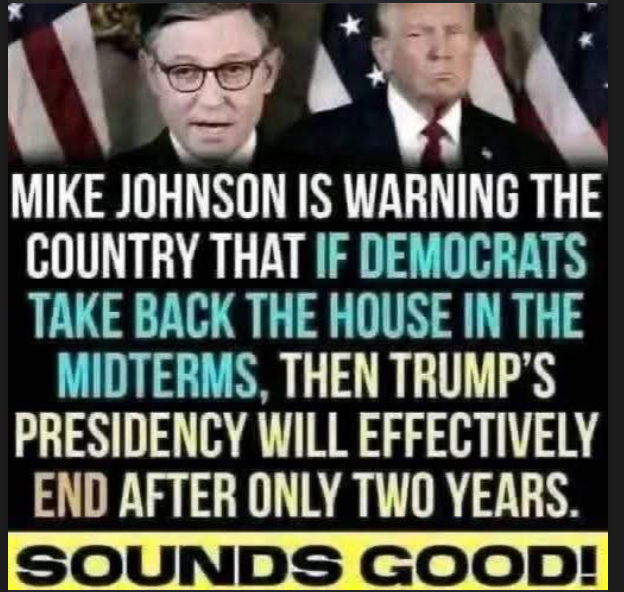 MIKE JOHNSON IS WARNING THE
COUNTRY THAT IF DEMOCRATS
TAKE BACK THE HOUSE IN THE
MIDTERMS, THEN TRUMP'S
PRESIDENCY WILL EFFECTIVELY
END AFTER ONLY TWO YEARS.
SOUNDS GOOD!